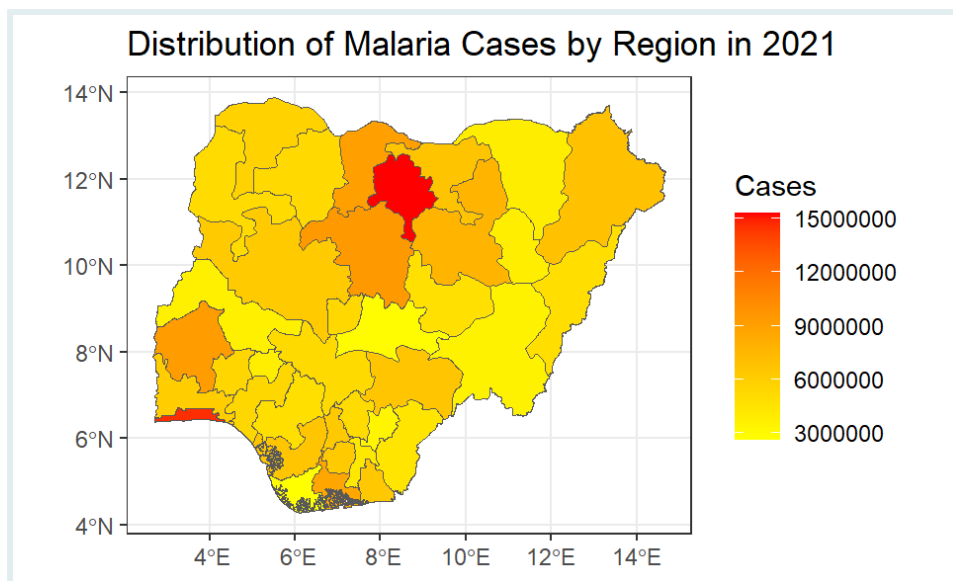 Distribution of Malaria Cases by Region in 2021
14°N
12°N
10°N
8°N
6°N
4°N
4°E
6°E
8°E
10°E
12°E
14°E
Cases
15000000
12000000
9000000
6000000
3000000